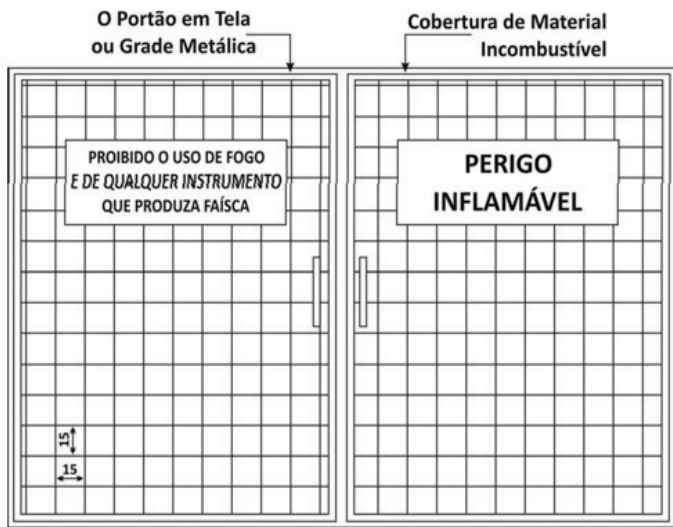 O Portão em Tela
ou Grade Metálica
Cobertura de Material
Incombustível
PROIBIDO O USO DE FOGO
E DE QUALQUER INSTRUMENTO
QUE PRODUZA FAÍSCA
PERIGO
INFLAMÁVEL
15
15